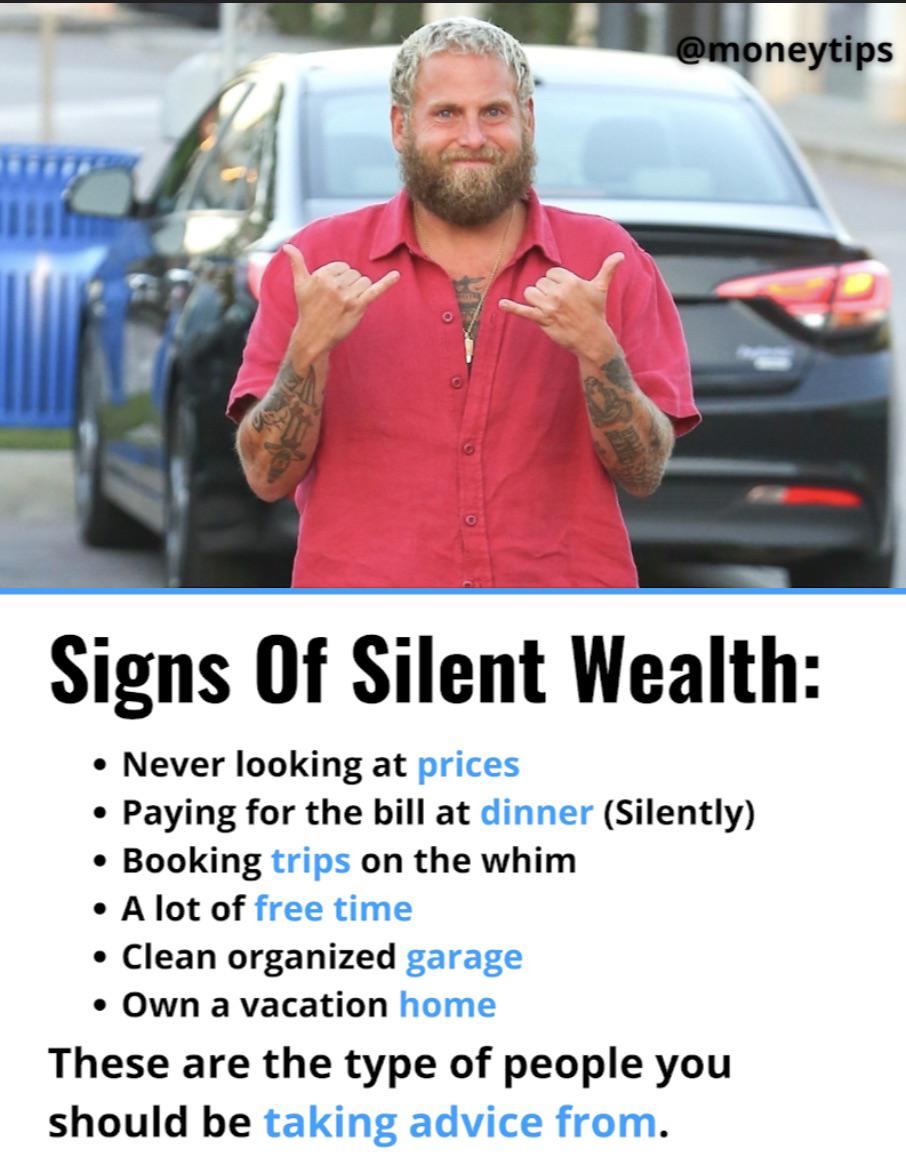 @moneytips
Signs Of Silent Wealth:
• Never looking at prices
• Paying for the bill at dinner (Silently)
• Booking trips on the whim
• A lot of free time
• Clean organized garage
• Own a vacation home
These are the type of people you
should be taking advice from.